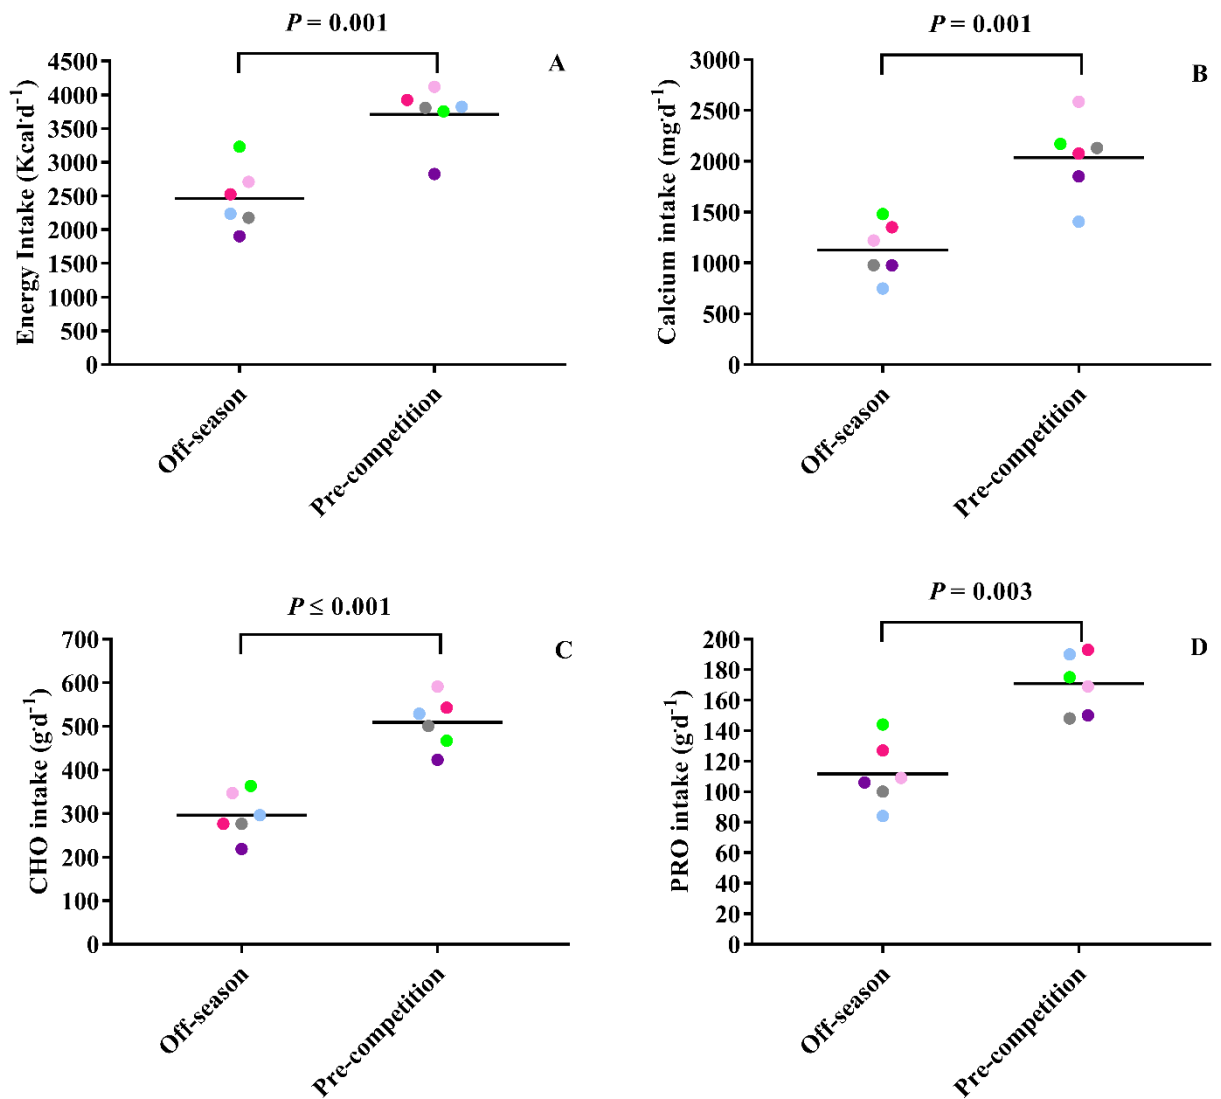 P = 0.001
A
Energy Intake (Kcal·d⁻¹)
4500
4000
3500
3000
2500
2000
1500
1000
500
0
Off-season
Pre-competition
P = 0.001
B
Calcium intake (mg·d⁻¹)
3000
2500
2000
1500
1000
500
0
Off-season
Pre-competition
P ≤ 0.001
C
CHO intake (g·d⁻¹)
700
600
500
400
300
200
100
0
Off-season
Pre-competition
P = 0.003
D
PRO intake (g·d⁻¹)
200
180
160
140
120
100
80
60
40
20
0
Off-season
Pre-competition